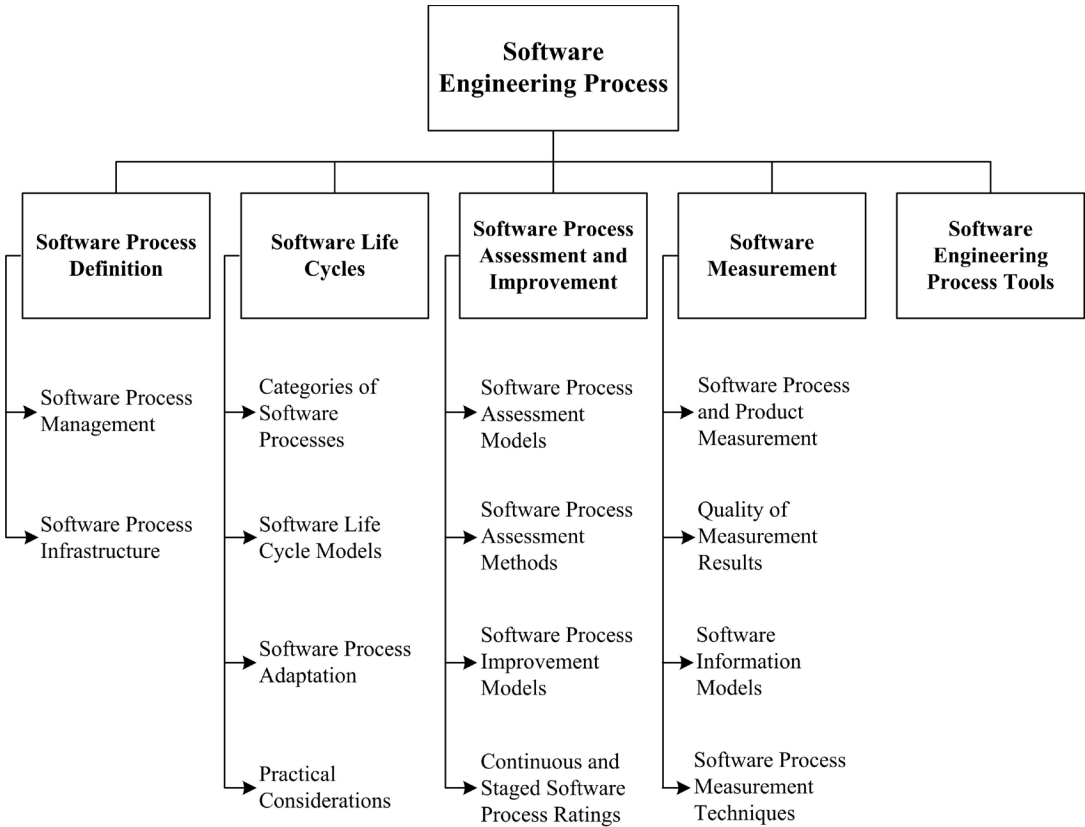 Software
Engineering Process
Software Process
Definition
Software Process
Management
Software Process
Infrastructure
Software Life
Cycles
Categories of
Software
Processes
Software Life
Cycle Models
Software Process
Adaptation
Practical
Considerations
Software Process
Assessment and
Improvement
Software Process
Assessment
Models
Software Process
Assessment
Methods
Software Process
Improvement
Models
Continuous and
Staged Software
Process Ratings
Software
Measurement
Software Process
and Product
Measurement
Quality of
Measurement
Results
Software
Information
Models
Software Process
Measurement
Techniques
Software
Engineering
Process Tools